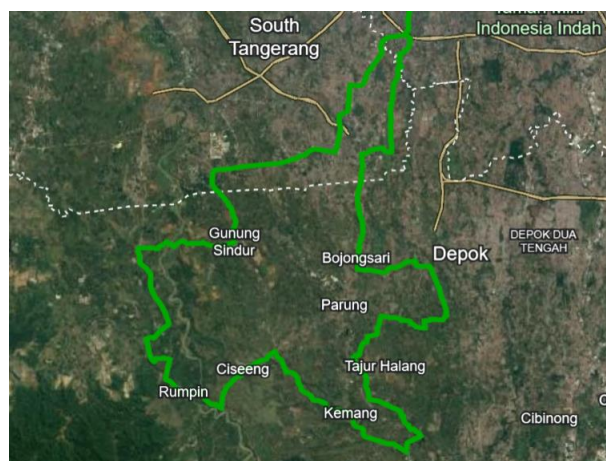 South
Tangerang
Indonesia Indah
Gunung
Sindur
Bojongsari
Depok
DEPOK DUA
TENGAH
Parung
Ciseeng
Tajur Halang
Rumpin
Kemang
Cibinong